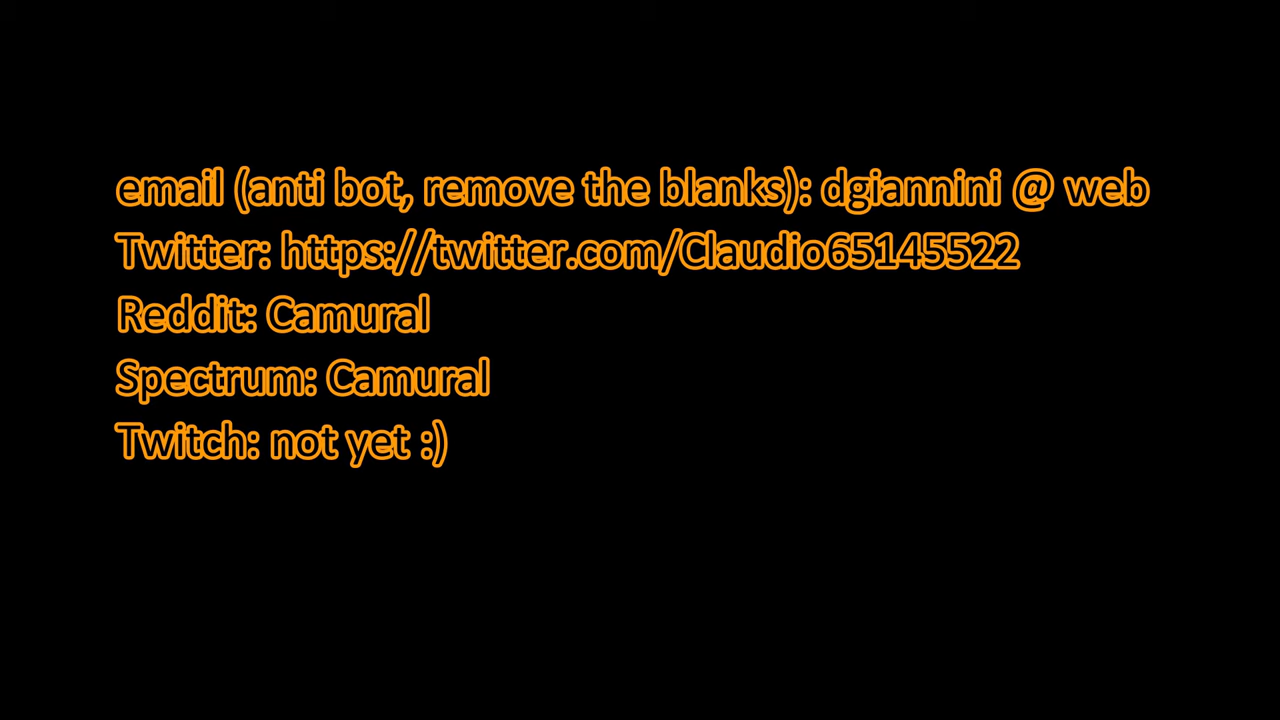 email (anti bot, remove the blanks): dgiannini @ web
Twitter: https://twitter.com/Claudio65145522
Reddit: Camural
Spectrum: Camural
Twitch: not yet :)